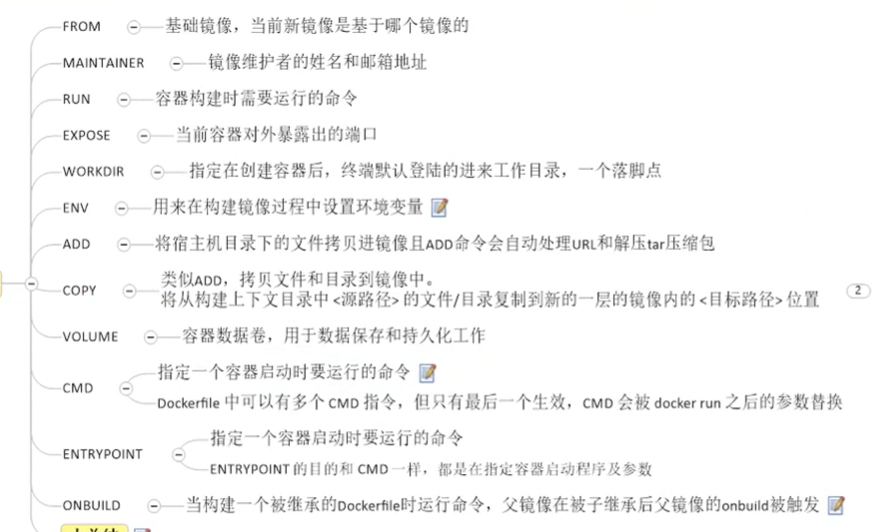 FROM 基础镜像，当前新镜像是基于哪个镜像的
MAINTAINER 镜像维护者的姓名和邮箱地址
RUN 容器构建时需要运行的命令
EXPOSE 当前容器对外暴露出的端口
WORKDIR 指定在创建容器后，终端默认登陆的进来工作目录，一个落脚点
ENV 用来在构建镜像过程中设置环境变量
ADD 将宿主机目录下的文件拷贝进镜像且ADD命令会自动处理URL和解压tar压缩包
COPY 类似ADD，拷贝文件和目录到镜像中。
将从构建上下文目录中 <源路径> 的文件/目录复制到新的一层的镜像内的 <目标路径> 位置 2
VOLUME 容器数据卷，用于数据保存和持久化工作
CMD 指定一个容器启动时要运行的命令
Dockerfile 中可以有多个 CMD 指令，但只有最后一个生效，CMD 会被 docker run 之后的参数替换
ENTRYPOINT 指定一个容器启动时要运行的命令
ENTRYPOINT 的目的和 CMD 一样，都是在指定容器启动程序及参数
ONBUILD 当构建一个被继承的Dockerfile时运行命令，父镜像在被子继承后父镜像的onbuild被触发